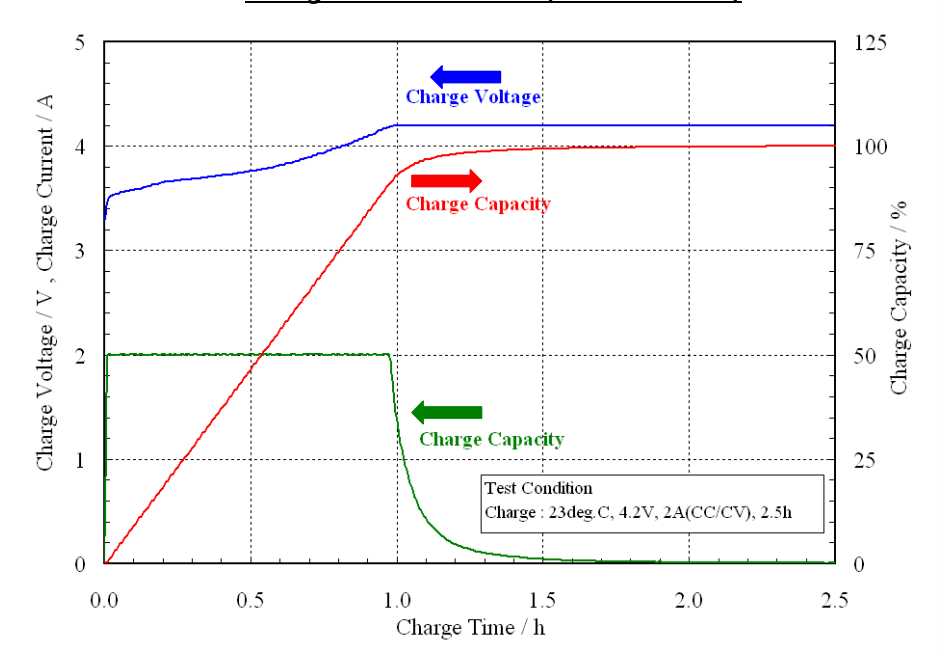 5
125
Charge Voltage
4
100
Charge Capacity
3
75
2
50
Charge Capacity
1
25
Test Condition
Charge : 23deg.C, 4.2V, 2A(CC/CV), 2.5h
0
0
0.0 0.5 1.0 1.5 2.0 2.5
Charge Time / h
Charge Voltage / V , Charge Current / A
Charge Capacity / %